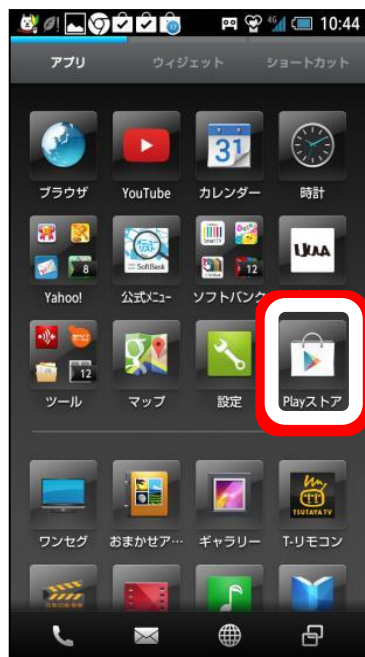 4G 10:44
アプリ ウィジェット ショートカット
31
ブラウザ YouTube カレンダー 時計
8 SoftBank 12 UULA
Yahoo! 公式メニュー ソフトバンク
12
ツール マップ 設定 Playストア
TSUTAYA TV
ワンセグ おまかせア… ギャラリー T-リモコン